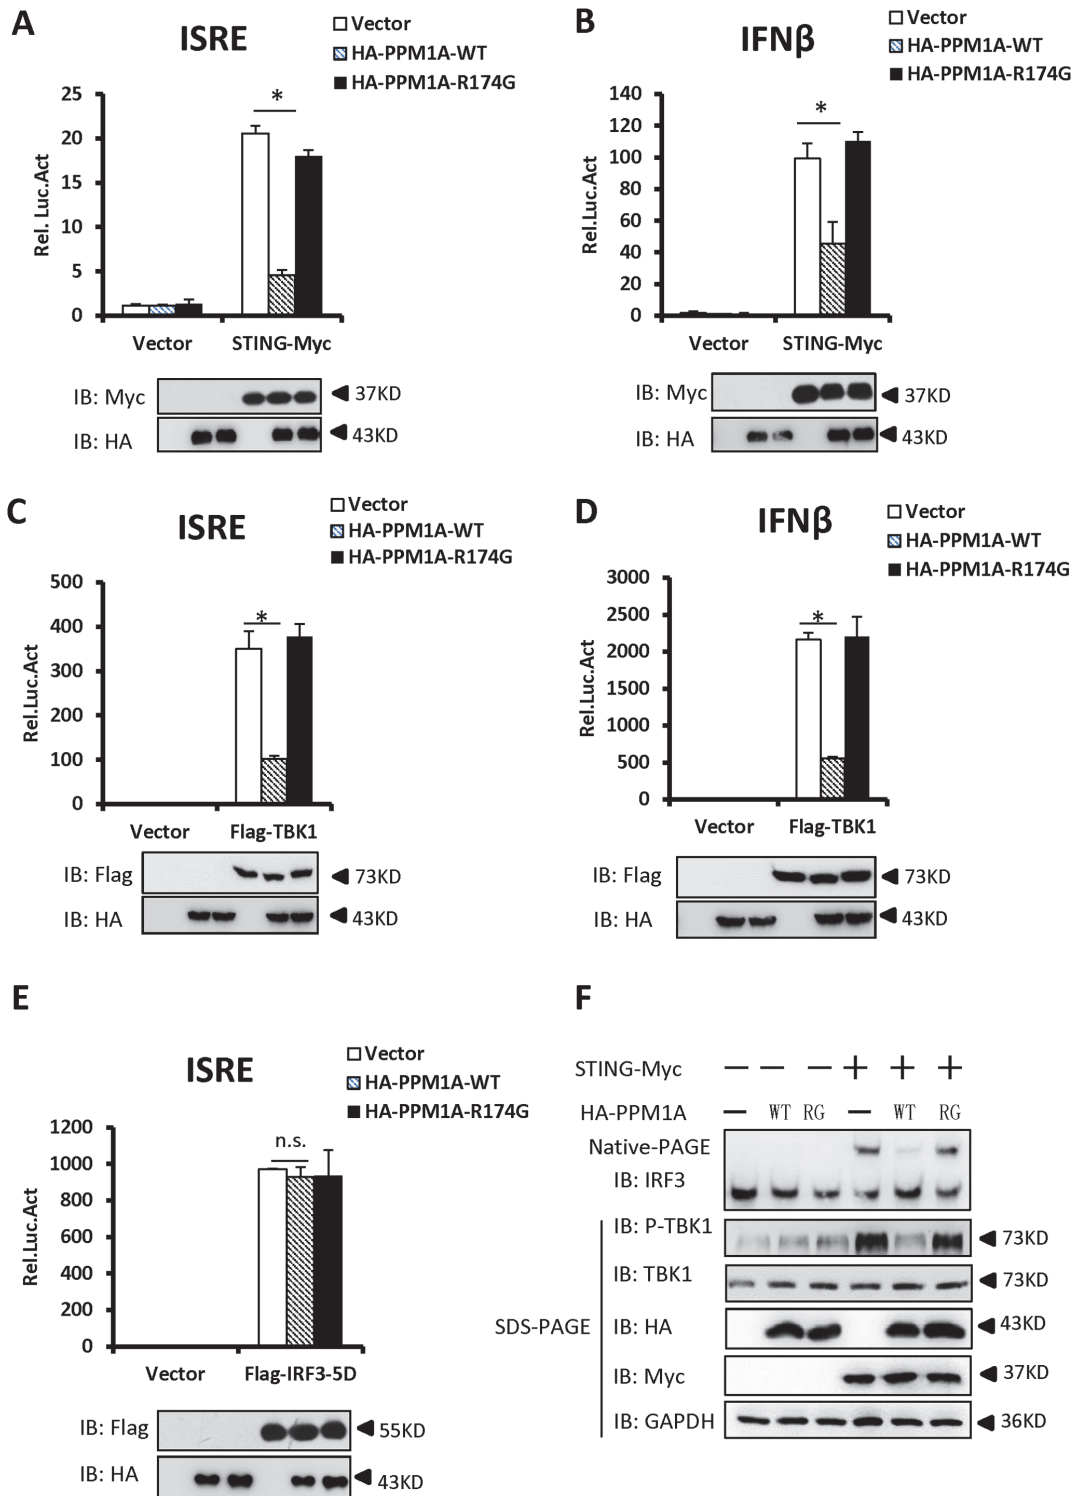 A
ISRE
Vector
HA-PPM1A-WT
HA-PPM1A-R174G
*
25
20
15
10
5
0
Rel. Luc.Act
Vector
STING-Myc
IB: Myc
37KD
IB: HA
43KD
B
IFNβ
Vector
HA-PPM1A-WT
HA-PPM1A-R174G
*
140
120
100
80
60
40
20
0
Rel.Luc.Act
Vector
STING-Myc
IB: Myc
37KD
IB: HA
43KD
C
ISRE
Vector
HA-PPM1A-WT
HA-PPM1A-R174G
*
500
400
300
200
100
0
Rel.Luc.Act
Vector
Flag-TBK1
IB: Flag
73KD
IB: HA
43KD
D
IFNβ
Vector
HA-PPM1A-WT
HA-PPM1A-R174G
*
3000
2500
2000
1500
1000
500
0
Rel.Luc.Act
Vector
Flag-TBK1
IB: Flag
73KD
IB: HA
43KD
E
ISRE
Vector
HA-PPM1A-WT
HA-PPM1A-R174G
n.s.
1200
1000
800
600
400
200
0
Rel.Luc.Act
Vector
Flag-IRF3-5D
IB: Flag
55KD
IB: HA
43KD
F
STING-Myc — — — + + +
HA-PPM1A — WT RG — WT RG
Native-PAGE
IB: IRF3
IB: P-TBK1
73KD
IB: TBK1
73KD
SDS-PAGE
IB: HA
43KD
IB: Myc
37KD
IB: GAPDH
36KD